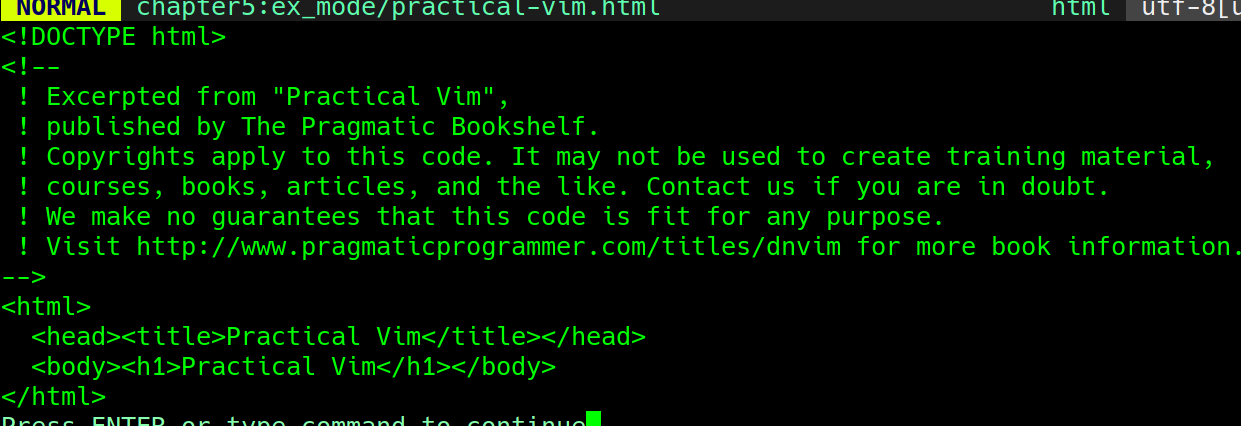 NORMAL chapter5:ex_mode/practical-vim.html html utf-8[u
<!DOCTYPE html>
<!--
 ! Excerpted from "Practical Vim",
 ! published by The Pragmatic Bookshelf.
 ! Copyrights apply to this code. It may not be used to create training material,
 ! courses, books, articles, and the like. Contact us if you are in doubt.
 ! We make no guarantees that this code is fit for any purpose.
 ! Visit http://www.pragmaticprogrammer.com/titles/dnvim for more book information.
-->
<html>
  <head><title>Practical Vim</title></head>
  <body><h1>Practical Vim</h1></body>
</html>
Press ENTER or type command to continue